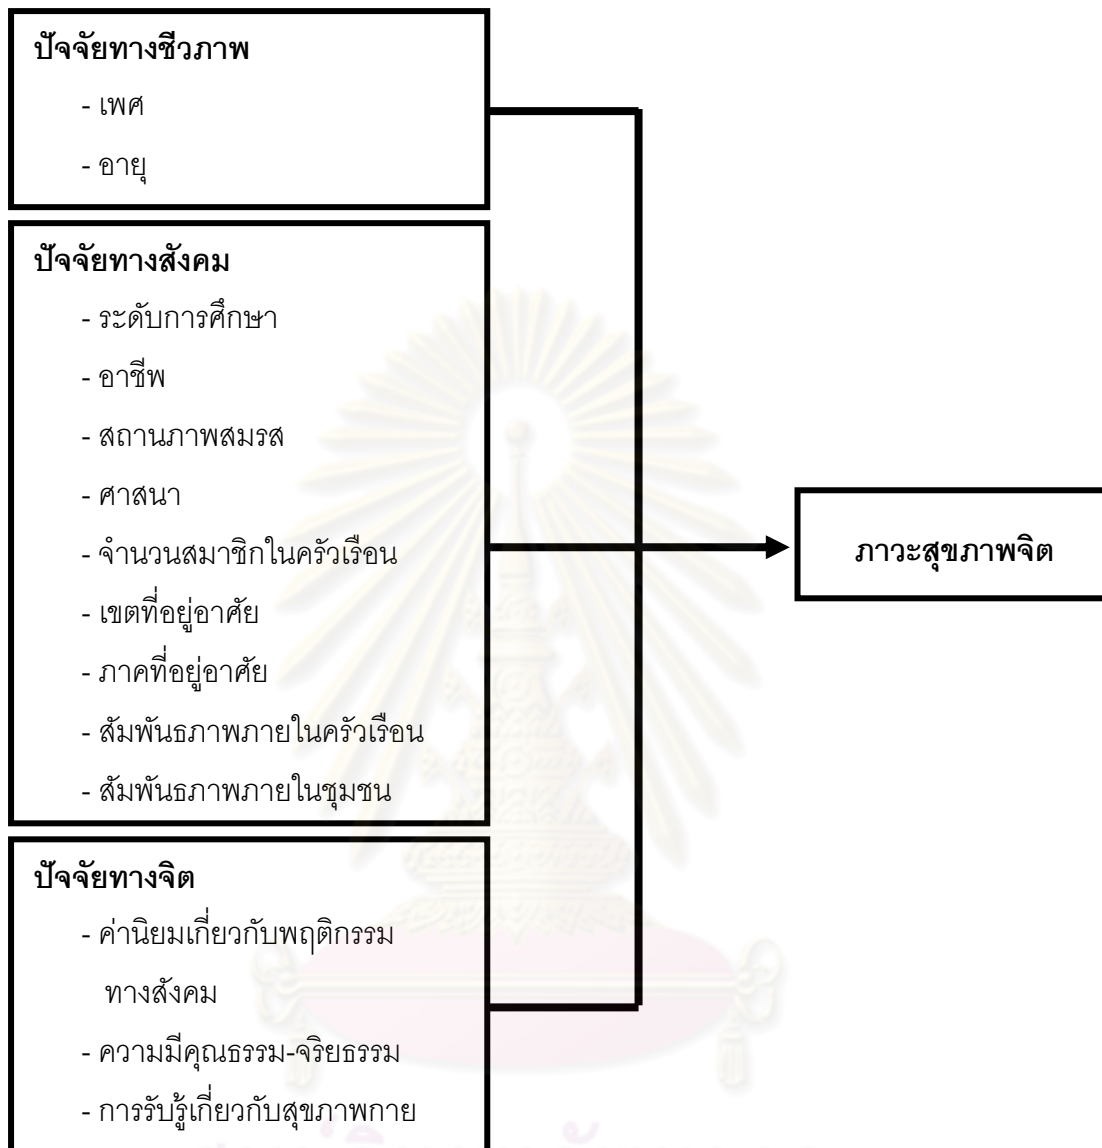 ปัจจัยทางชีวภาพ
- เพศ
- อายุ
ปัจจัยทางสังคม
- ระดับการศึกษา
- อาชีพ
- สถานภาพสมรส
- ศาสนา
- จำนวนสมาชิกในครัวเรือน
- เขตที่อยู่อาศัย
- ภาคที่อยู่อาศัย
- สัมพันธภาพภายในครัวเรือน
- สัมพันธภาพภายในชุมชน
ภาวะสุขภาพจิต
ปัจจัยทางจิต
- ค่านิยมเกี่ยวกับพฤติกรรม
ทางสังคม
- ความมีคุณธรรม-จริยธรรม
- การรับรู้เกี่ยวกับสุขภาพกาย